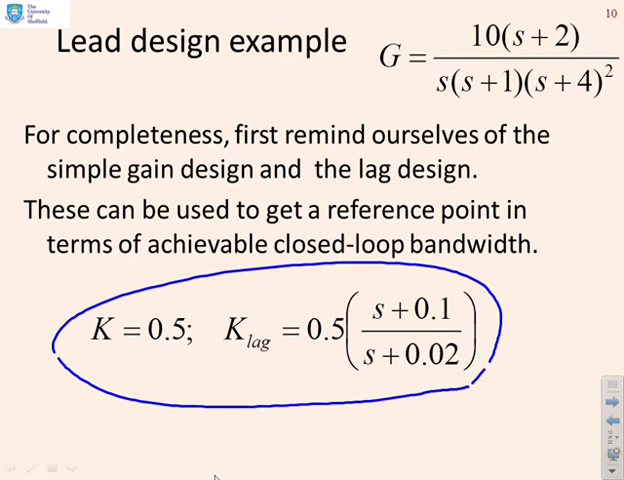 The
University
Of
Sheffield.
10
Lead design example
G = 10(s + 2) / s(s + 1)(s + 4)²
For completeness, first remind ourselves of the
simple gain design and the lag design.
These can be used to get a reference point in
terms of achievable closed-loop bandwidth.
K = 0.5; K_lag = 0.5( (s + 0.1) / (s + 0.02) )